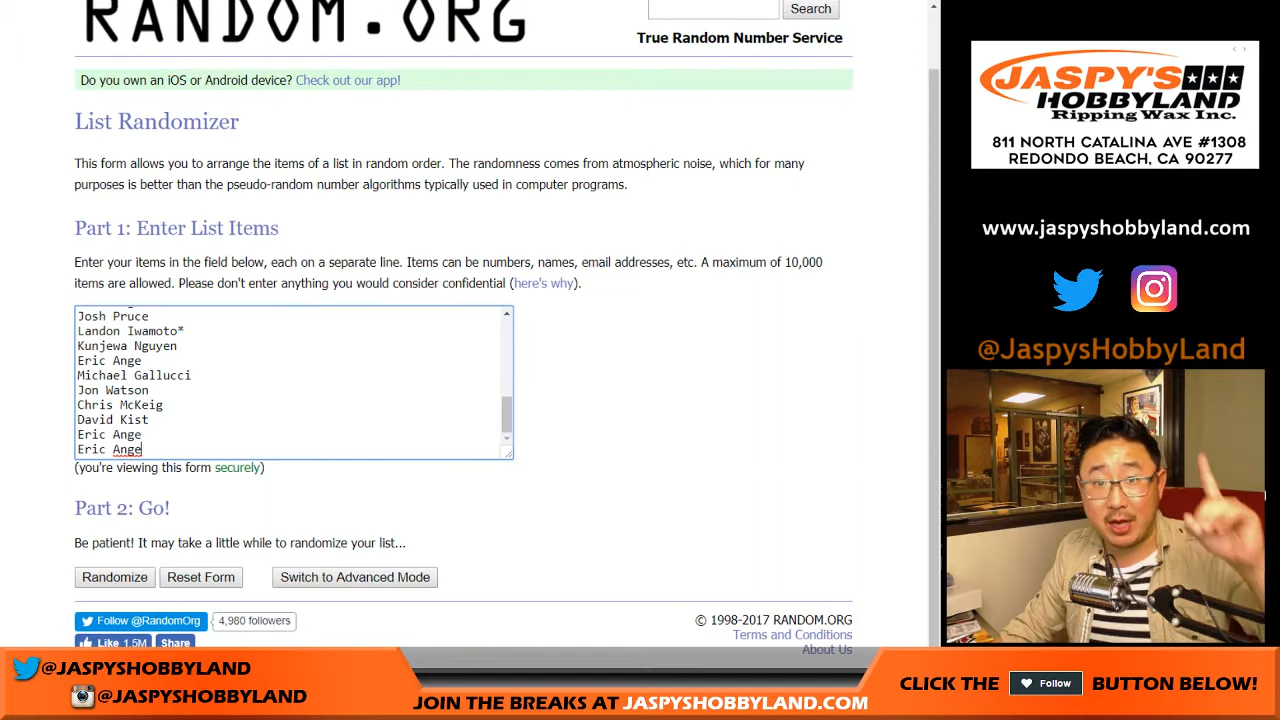 RANDOM.ORG
Search
True Random Number Service
Do you own an iOS or Android device? Check out our app!
List Randomizer
This form allows you to arrange the items of a list in random order. The randomness comes from atmospheric noise, which for many
purposes is better than the pseudo-random number algorithms typically used in computer programs.
Part 1: Enter List Items
Enter your items in the field below, each on a separate line. Items can be numbers, names, email addresses, etc. A maximum of 10,000
items are allowed. Please don't enter anything you would consider confidential (here's why).
Josh Pruce
Landon Iwamoto*
Kunjewa Nguyen
Eric Ange
Michael Gallucci
Jon Watson
Chris McKeig
David Kist
Eric Ange
Eric Ange
(you're viewing this form securely)
Part 2: Go!
Be patient! It may take a little while to randomize your list...
Randomize
Reset Form
Switch to Advanced Mode
Follow @RandomOrg
4,980 followers
Like 1.5M
Share
© 1998-2017 RANDOM.ORG
Terms and Conditions
About Us
JASPY'S
HOBBYLAND
Ripping Wax Inc.
811 NORTH CATALINA AVE #1308
REDONDO BEACH, CA 90277
www.jaspyshobbyland.com
@JaspysHobbyLand
@JASPYSHOBBYLAND
@JASPYSHOBBYLAND
JOIN THE BREAKS AT JASPYSHOBBYLAND.COM
CLICK THE Follow BUTTON BELOW!